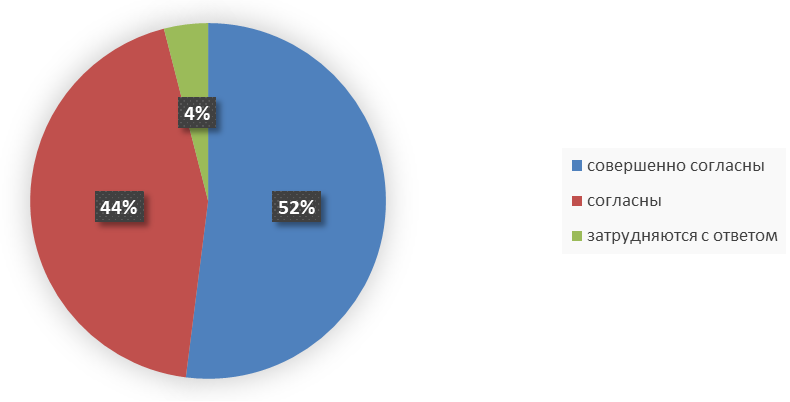 4%
44%
52%
совершенно согласны
согласны
затрудняются с ответом